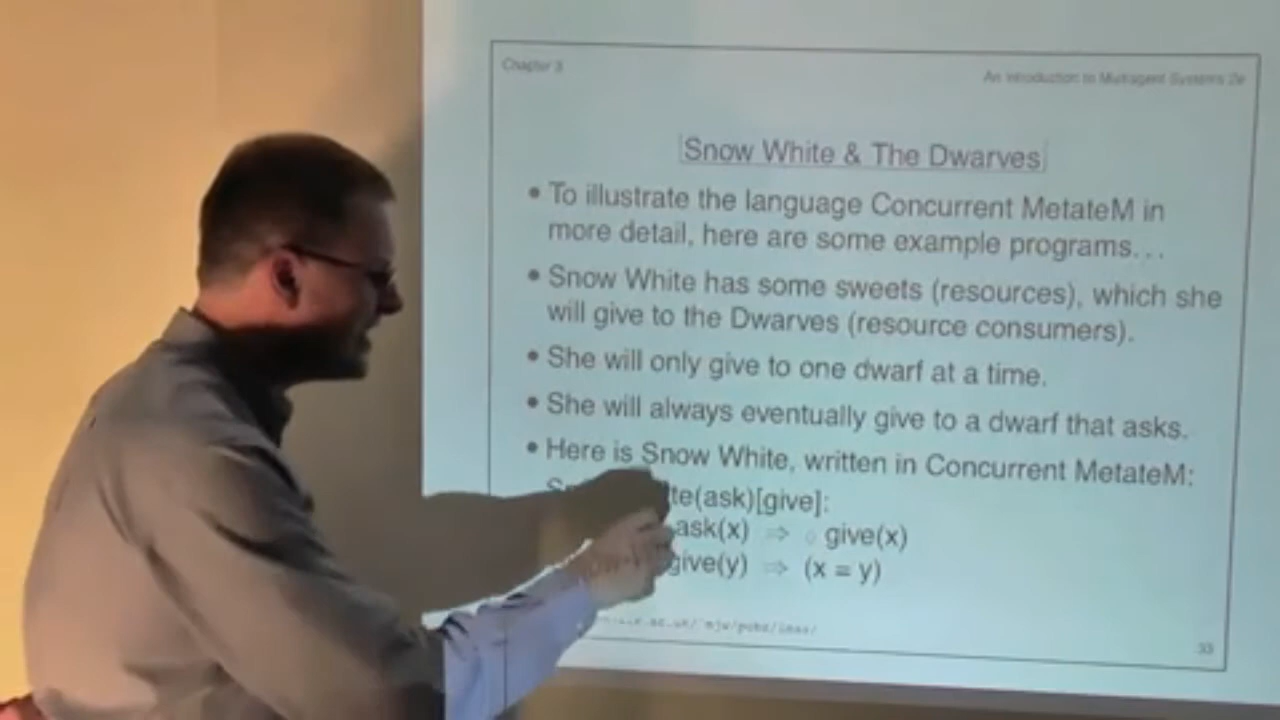 Chapter 3
An Introduction to Multiagent Systems 2e
Snow White & The Dwarves
• To illustrate the language Concurrent MetateM in
more detail, here are some example programs...
• Snow White has some sweets (resources), which she
will give to the Dwarves (resource consumers).
• She will only give to one dwarf at a time.
• She will always eventually give to a dwarf that asks.
• Here is Snow White, written in Concurrent MetateM:
te(ask)[give]:
ask(x) ⇒ give(x)
give(y) ⇒ (x = y)
33